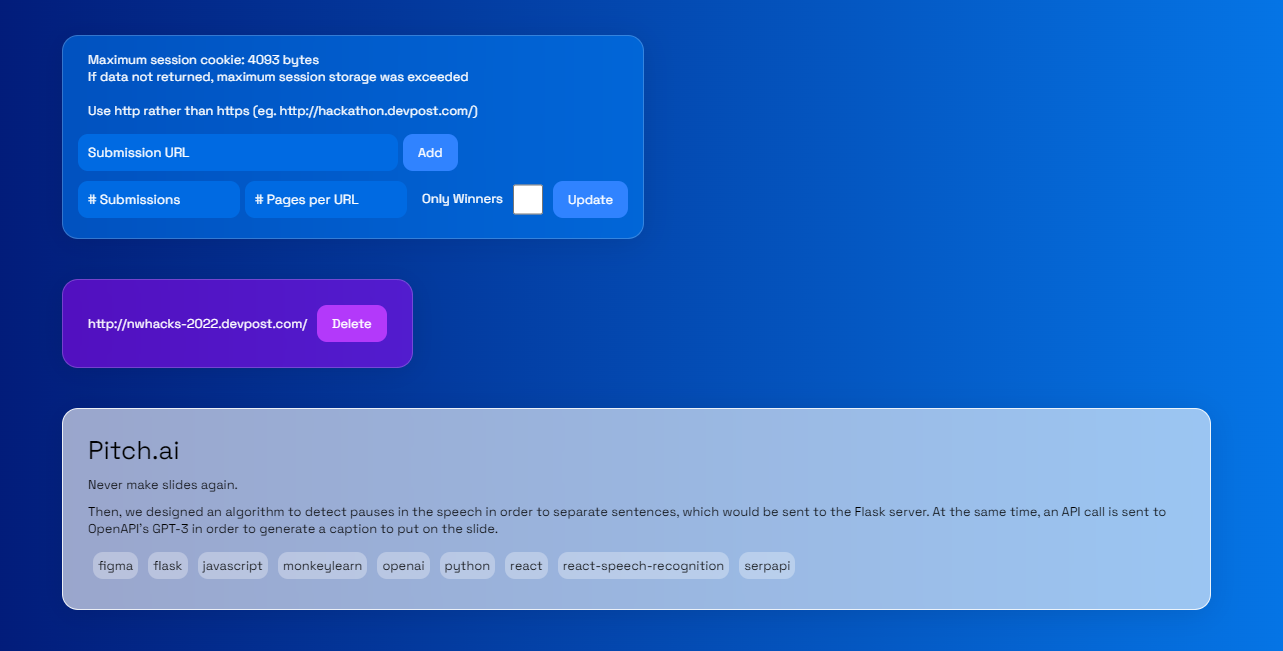 Maximum session cookie: 4093 bytes
If data not returned, maximum session storage was exceeded
Use http rather than https (eg. http://hackathon.devpost.com/)
Submission URL Add
# Submissions # Pages per URL Only Winners Update
http://nwhacks-2022.devpost.com/ Delete
Pitch.ai
Never make slides again.
Then, we designed an algorithm to detect pauses in the speech in order to separate sentences, which would be sent to the Flask server. At the same time, an API call is sent to
OpenAPI's GPT-3 in order to generate a caption to put on the slide.
figma flask javascript monkeylearn openai python react react-speech-recognition serpapi